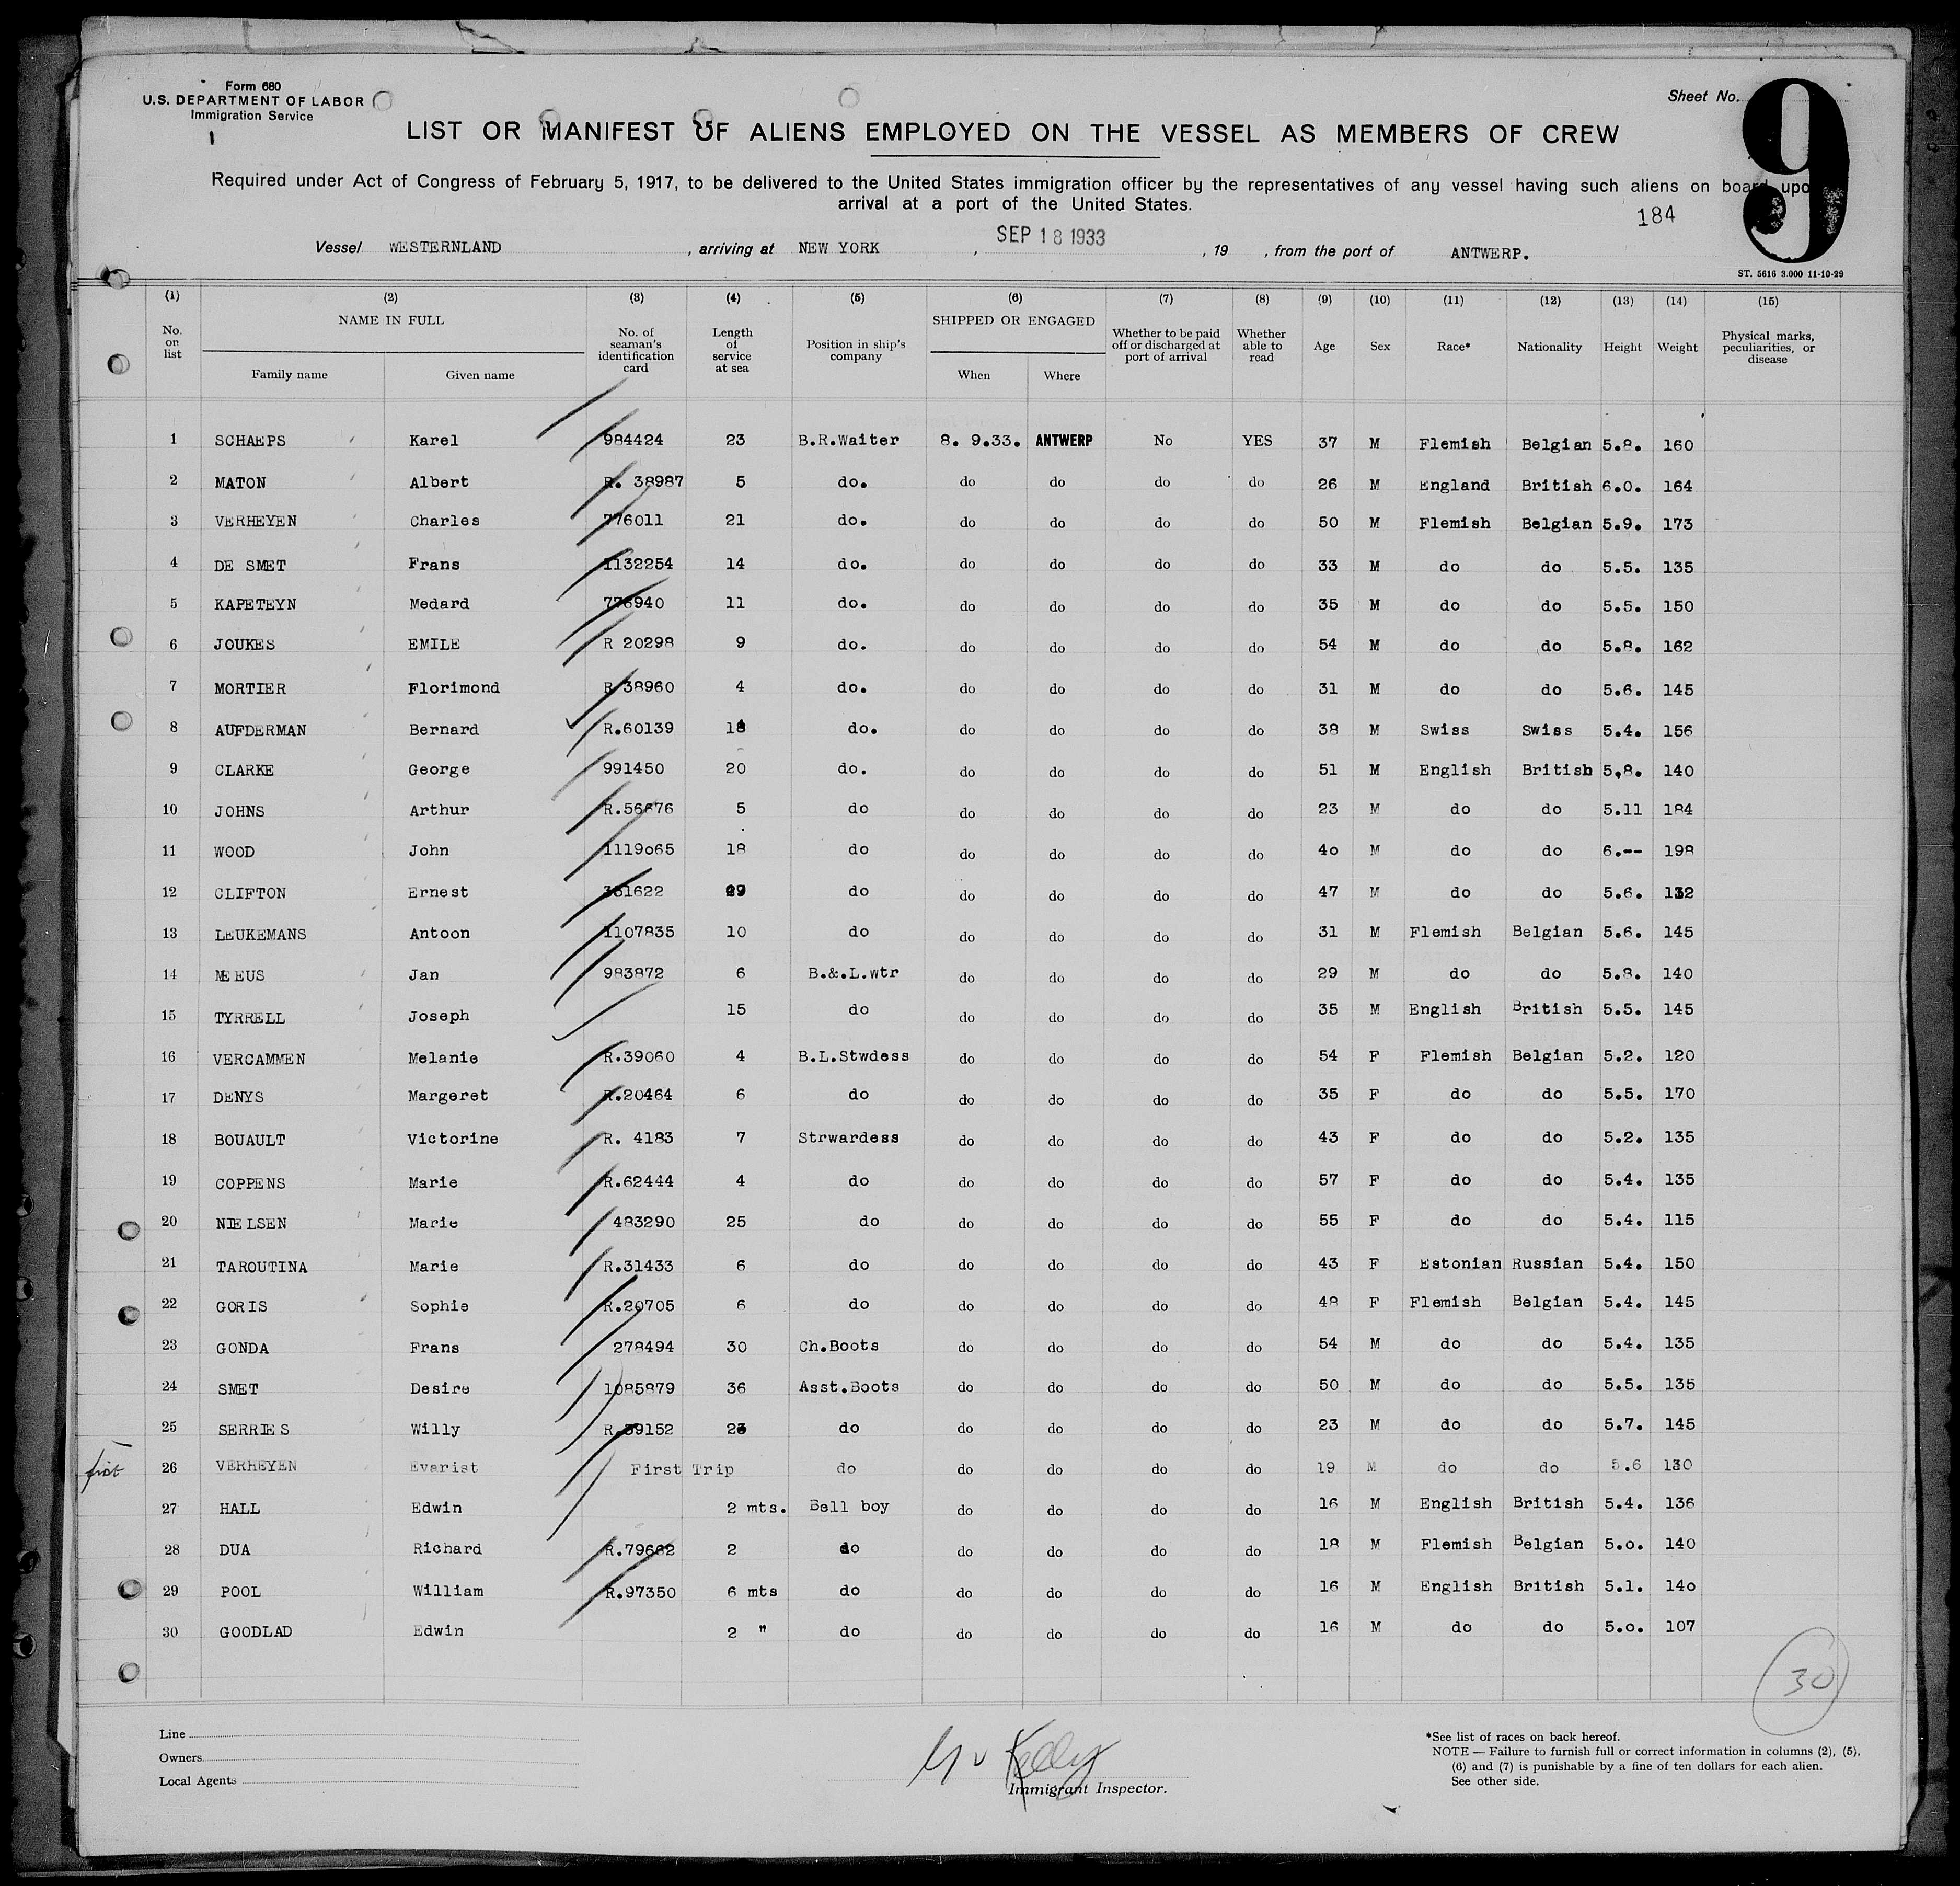 Form 680
U.S. DEPARTMENT OF LABOR
Immigration Service
Sheet No. 9
LIST OR MANIFEST OF ALIENS EMPLOYED ON THE VESSEL AS MEMBERS OF CREW
Required under Act of Congress of February 5, 1917, to be delivered to the United States immigration officer by the representatives of any vessel having such aliens on board upo
arrival at a port of the United States.
184
Vessel WESTERNLAND , arriving at NEW YORK , SEP 18 1933 , 19 , from the port of ANTWERP.
ST. 5616 3.000 11-10-29
(1) (2) (3) (4) (5) (6) (7) (8) (9) (10) (11) (12) (13) (14) (15)
No. on list NAME IN FULL Family name Given name No. of seaman's identification card Length of service at sea Position in ship's company SHIPPED OR ENGAGED When Where Whether to be paid off or discharged at port of arrival Whether able to read Age Sex Race* Nationality Height Weight Physical marks, peculiarities, or disease
1 SCHAEPS Karel 984424 23 B.R.Waiter 8. 9.33. ANTWERP No YES 37 M Flemish Belgian 5.8. 160
2 MATON Albert R. 38987 5 do. do do do do 26 M England British 6.0. 164
3 VERHEYEN Charles 776011 21 do. do do do do 50 M Flemish Belgian 5.9. 173
4 DE SMET Frans 1132254 14 do. do do do do 33 M do do 5.5. 135
5 KAPETEYN Medard 776940 11 do. do do do do 35 M do do 5.5. 150
6 JOUKES EMILE R 20298 9 do. do do do do 54 M do do 5.8. 162
7 MORTIER Florimond R 38960 4 do. do do do do 31 M do do 5.6. 145
8 AUFDERMAN Bernard R.60139 18 do. do do do do 38 M Swiss Swiss 5.4. 156
9 CLARKE George 991450 20 do. do do do do 51 M English British 5,8. 140
10 JOHNS Arthur R.56676 5 do do do do do 23 M do do 5.11 184
11 WOOD John 1119o65 18 do do do do do 4o M do do 6.-- 198
12 CLIFTON Ernest 351622 do do do do do 47 M do do 5.6. 132
13 LEUKEMANS Antoon 1107835 10 do do do do do 31 M Flemish Belgian 5.6. 145
14 MEEUS Jan 983872 6 B.&.L.wtr do do do do 29 M do do 5.8. 140
15 TYRRELL Joseph 15 do do do do do 35 M English British 5.5. 145
16 VERCAMMEN Melanie R.39060 4 B.L.Stwdess do do do do 54 F Flemish Belgian 5.2. 120
17 DENYS Margeret R.20464 6 do do do do do 35 F do do 5.5. 170
18 BOUAULT Victorine R. 4183 7 Strwardess do do do do 43 F do do 5.2. 135
19 COPPENS Marie R.62444 4 do do do do do 57 F do do 5.4. 135
20 NIELSEN Marie 483290 25 do do do do do 55 F do do 5.4. 115
21 TAROUTINA Marie R.31433 6 do do do do do 43 F Estonian Russian 5.4. 150
22 GORIS Sophie R.20705 6 do do do do do 48 F Flemish Belgian 5.4. 145
23 GONDA Frans 278494 30 Ch.Boots do do do do 54 M do do 5.4. 135
24 SMET Desire 1085879 36 Asst.Boots do do do do 50 M do do 5.5. 135
25 SERRIES Willy R.39152 do do do do do 23 M do do 5.7. 145
first 26 VERHEYEN Evarist First Trip do do do do do 19 M do do 5.6 130
27 HALL Edwin 2 mts. Bell boy do do do do 16 M English British 5.4. 136
28 DUA Richard R.79662 2 do do do do do 18 M Flemish Belgian 5.o. 140
29 POOL William R.97350 6 mts do do do do do 16 M English British 5.1. 14o
30 GOODLAD Edwin 2 " do do do do do 16 M do do 5.o. 107
30
Line
Owners
Local Agents
Kelly
Immigrant Inspector.
*See list of races on back hereof.
NOTE — Failure to furnish full or correct information in columns (2), (5),
(6) and (7) is punishable by a fine of ten dollars for each alien.
See other side.